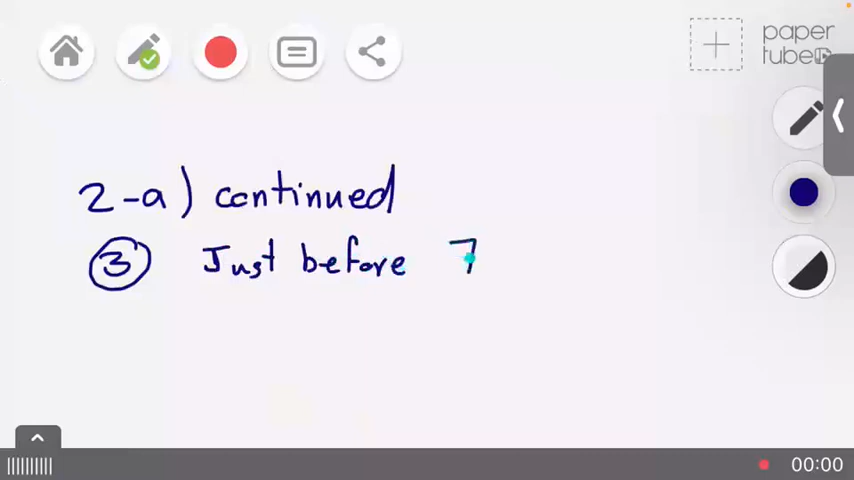 paper
tube
2-a) continued
③ Just before 7
00:00